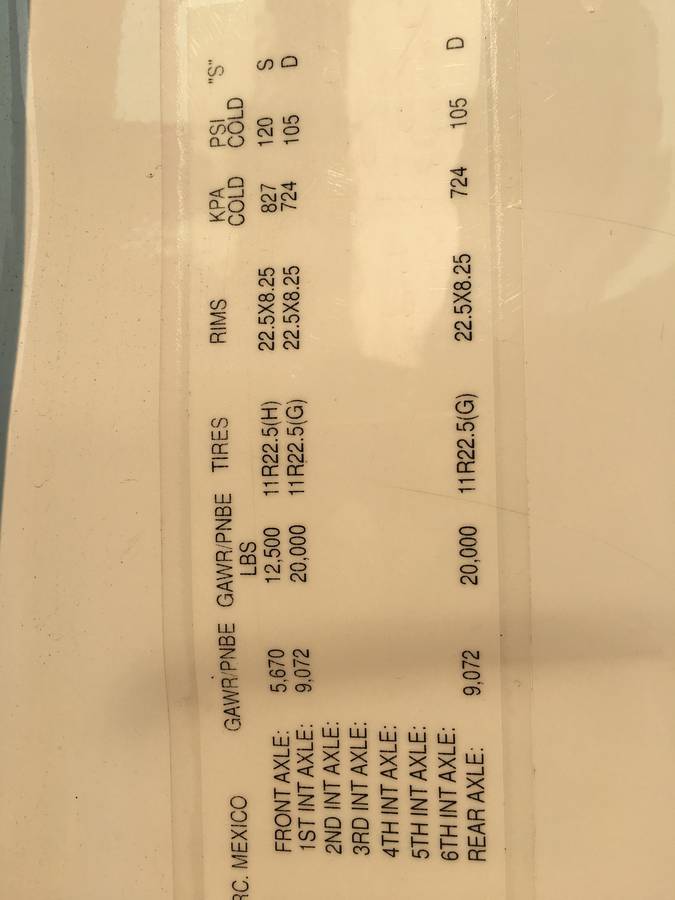 RC. MEXICO GAWR/PNBE GAWR/PNBE TIRES RIMS KPA PSI "S"
LBS COLD COLD
FRONT AXLE: 5,670 12,500 11R22.5(H) 22.5X8.25 827 120 S
1ST INT AXLE: 9,072 20,000 11R22.5(G) 22.5X8.25 724 105 D
2ND INT AXLE:
3RD INT AXLE:
4TH INT AXLE:
5TH INT AXLE:
6TH INT AXLE:
REAR AXLE: 9,072 20,000 11R22.5(G) 22.5X8.25 724 105 D